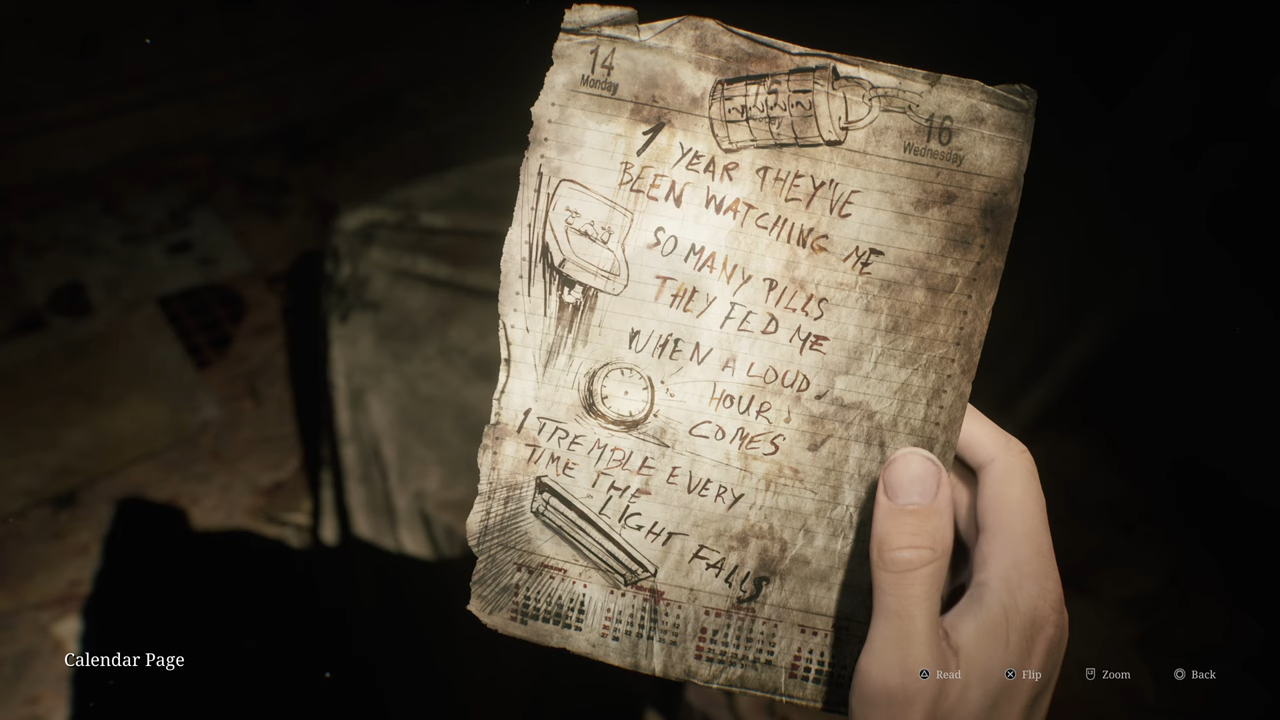 14
Monday
16
Wednesday
1 YEAR THEY'VE
BEEN WATCHING ME
SO MANY PILLS
THEY FED ME
WHEN A LOUD
HOUR
COMES
I TREMBLE EVERY
TIME THE
LIGHT FALLS
Calendar Page
Read
Flip
Zoom
Back